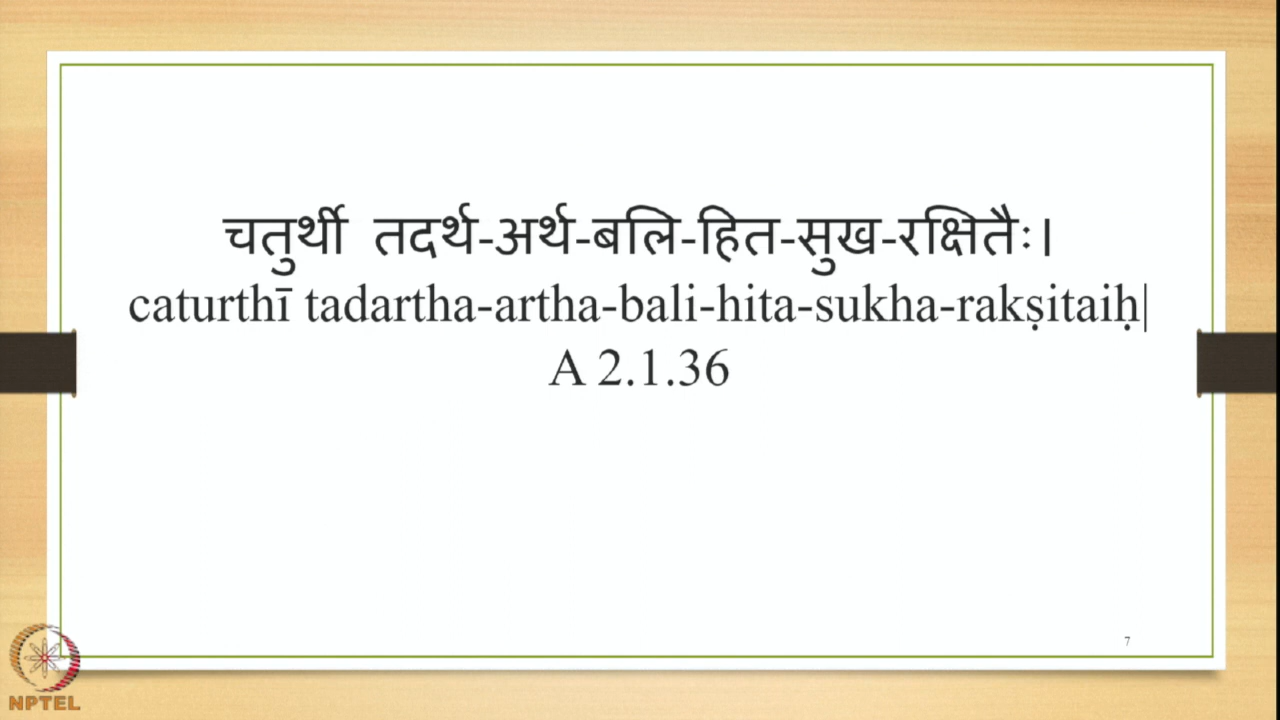 चतुर्थी तदर्थ-अर्थ-बलि-हित-सुख-रक्षितैः।
caturthī tadartha-artha-bali-hita-sukha-rakṣitaiḥ|
A 2.1.36
7
NPTEL